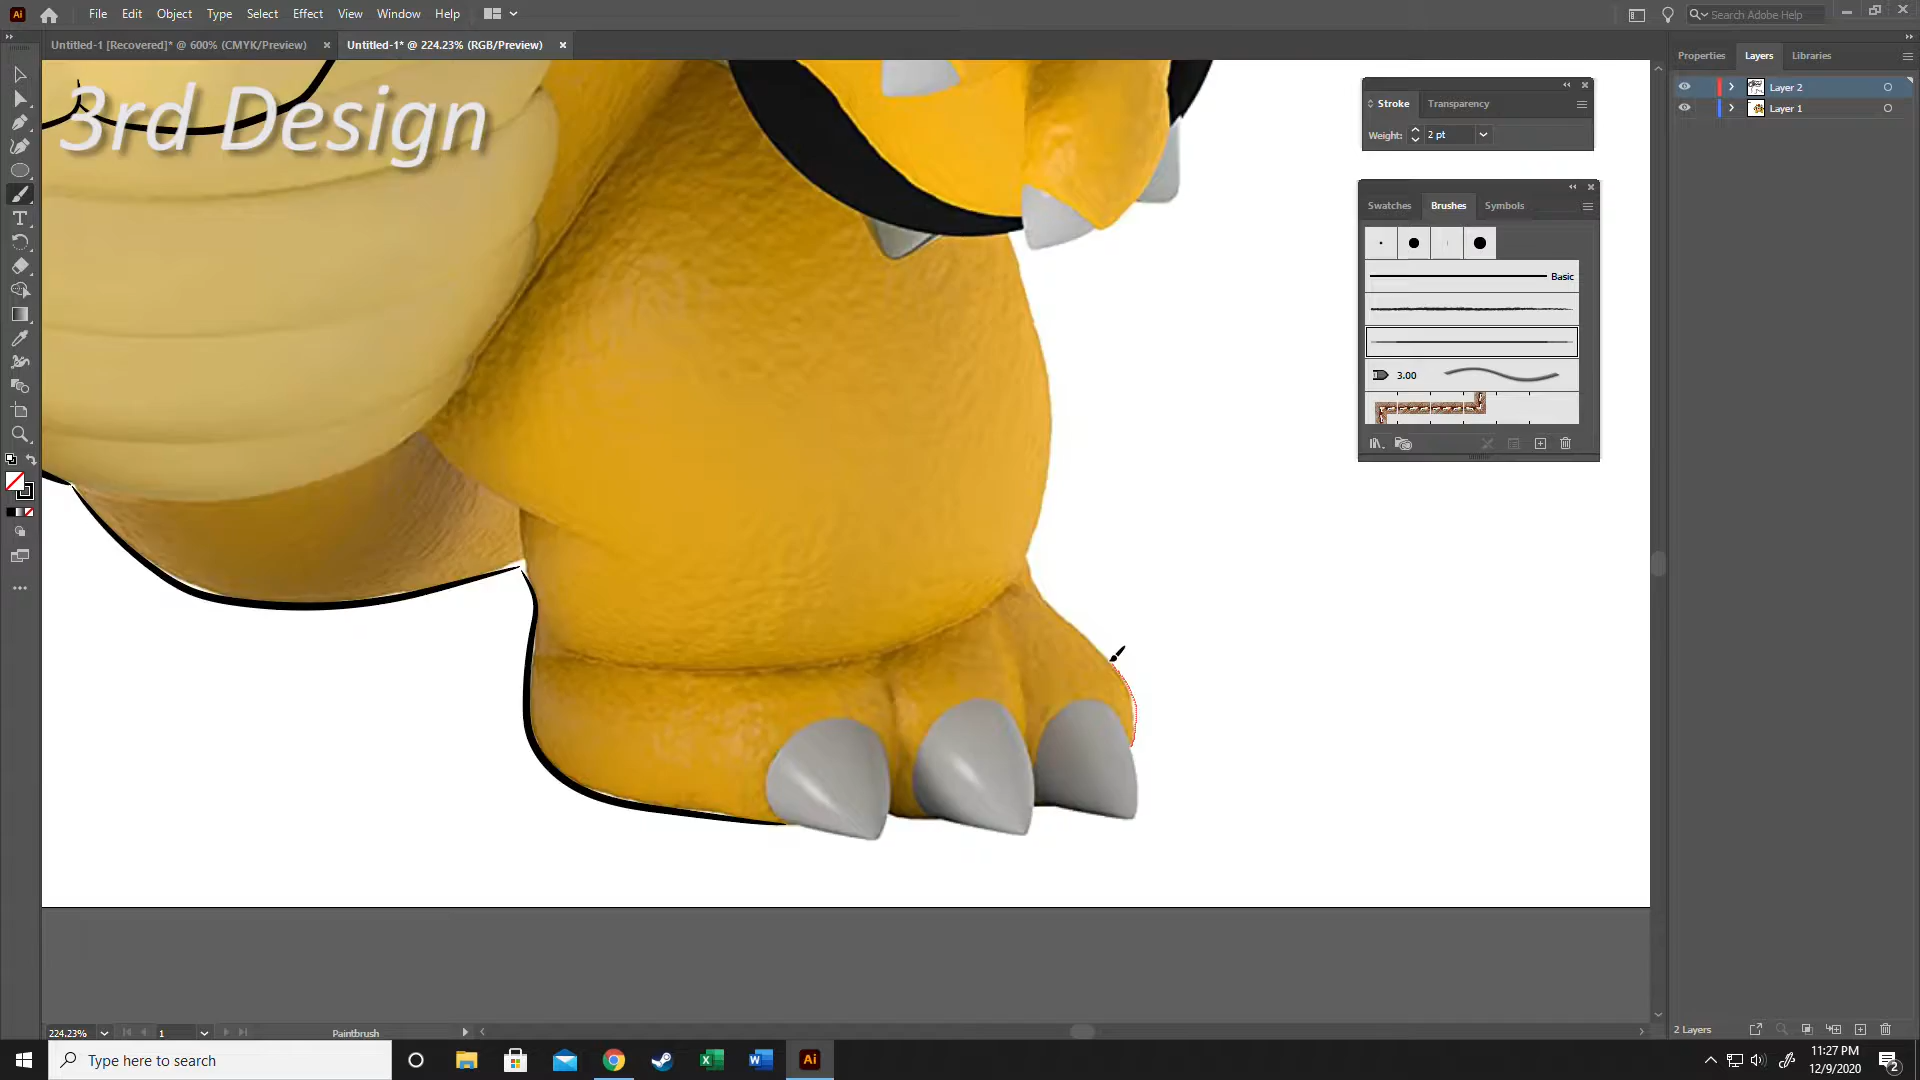 Ai File Edit Object Type Select Effect View Window Help Search Adobe Help
Untitled-1 [Recovered]* @ 600% (CMYK/Preview) × Untitled-1* @ 224.23% (RGB/Preview) ×
Properties Layers Libraries
Layer 2
Layer 1
3rd Design
Stroke Transparency
Weight: 2 pt
Swatches Brushes Symbols
Basic
3.00
224.23% 1 Paintbrush
2 Layers
Type here to search
Ai
11:27 PM
12/9/2020
2